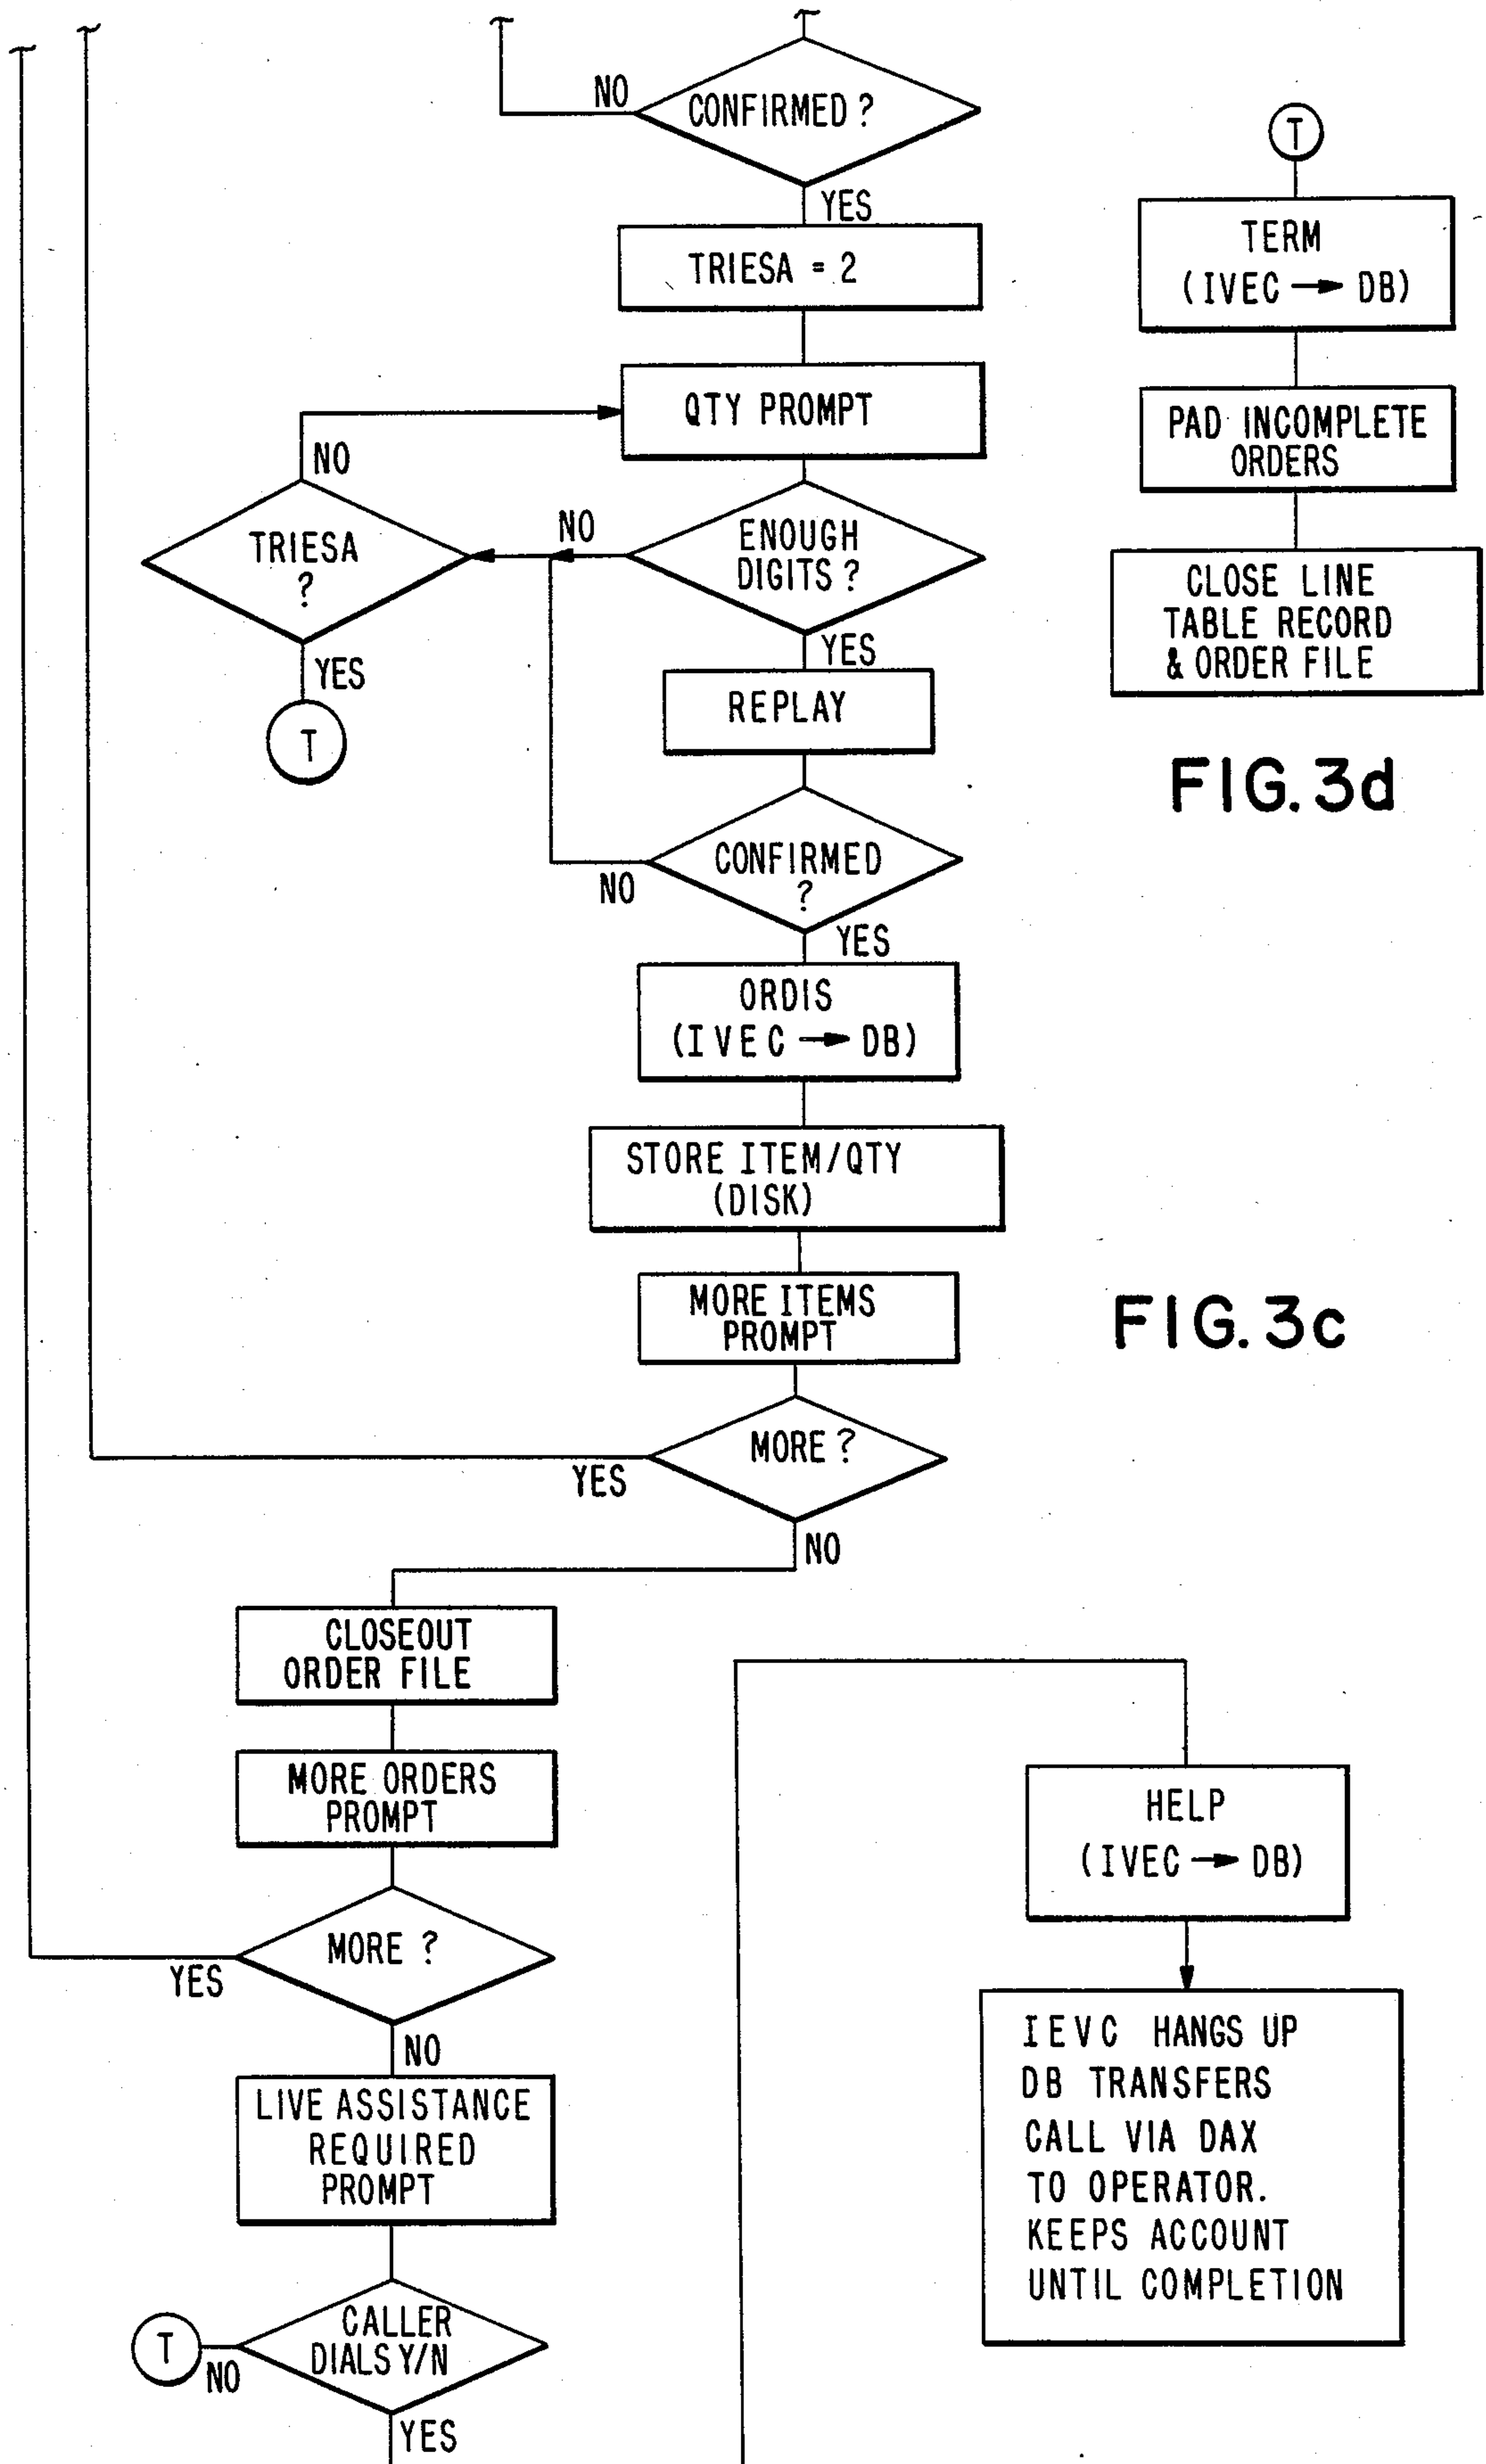 NO
CONFIRMED ?
YES
TRIESA = 2
QTY PROMPT
NO
TRIESA
?
YES
T
NO
ENOUGH
DIGITS ?
YES
REPLAY
CONFIRMED
?
NO
YES
ORDIS
(IVEC → DB)
STORE ITEM/QTY
(DISK)
MORE ITEMS
PROMPT
MORE ?
YES
NO
CLOSEOUT
ORDER FILE
MORE ORDERS
PROMPT
MORE ?
YES
NO
LIVE ASSISTANCE
REQUIRED
PROMPT
CALLER
DIALS Y/N
T
NO
YES
T
TERM
(IVEC → DB)
PAD INCOMPLETE
ORDERS
CLOSE LINE
TABLE RECORD
& ORDER FILE
FIG. 3d
FIG. 3c
HELP
(IVEC → DB)
IEVC HANGS UP
DB TRANSFERS
CALL VIA DAX
TO OPERATOR.
KEEPS ACCOUNT
UNTIL COMPLETION